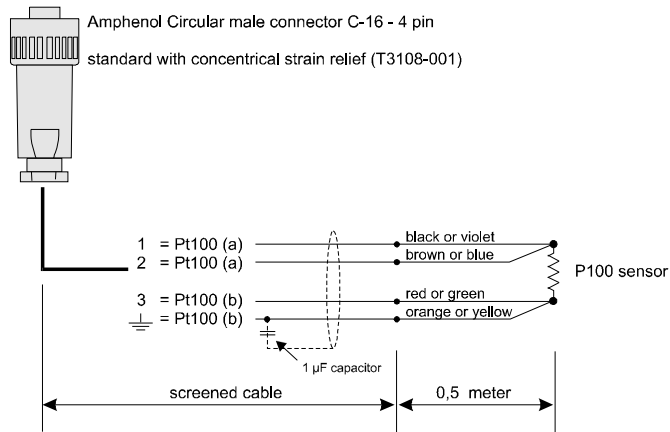 Amphenol Circular male connector C-16 - 4 pin
standard with concentrical strain relief (T3108-001)
1 = Pt100 (a)
black or violet
2 = Pt100 (a)
brown or blue
P100 sensor
3 = Pt100 (b)
red or green
= Pt100 (b)
orange or yellow
1 µF capacitor
screened cable
0,5 meter